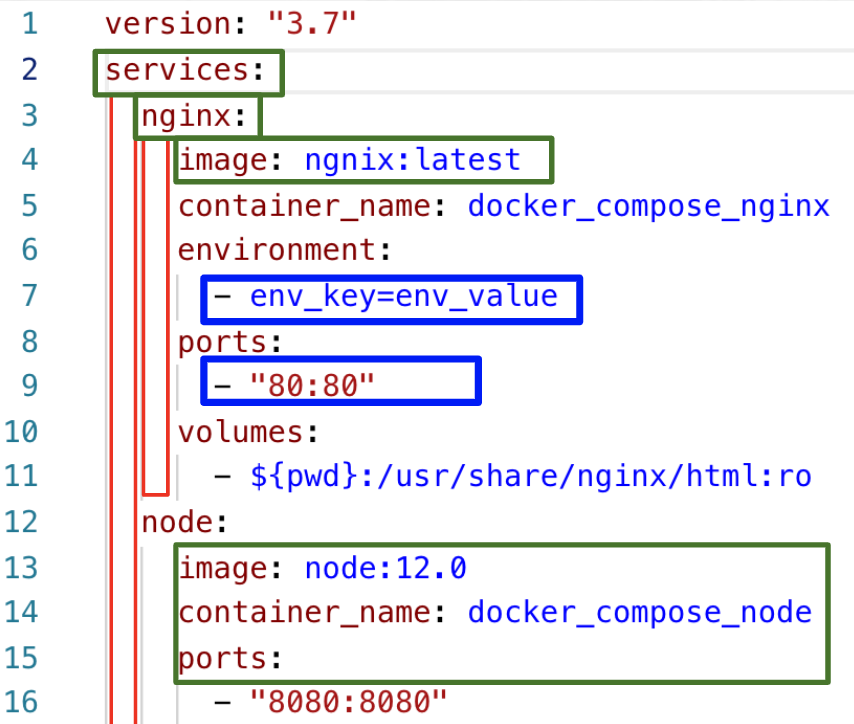 1 version: "3.7"
2 services:
3 nginx:
4 image: ngnix:latest
5 container_name: docker_compose_nginx
6 environment:
7 - env_key=env_value
8 ports:
9 - "80:80"
10 volumes:
11 - ${pwd}:/usr/share/nginx/html:ro
12 node:
13 image: node:12.0
14 container_name: docker_compose_node
15 ports:
16 - "8080:8080"